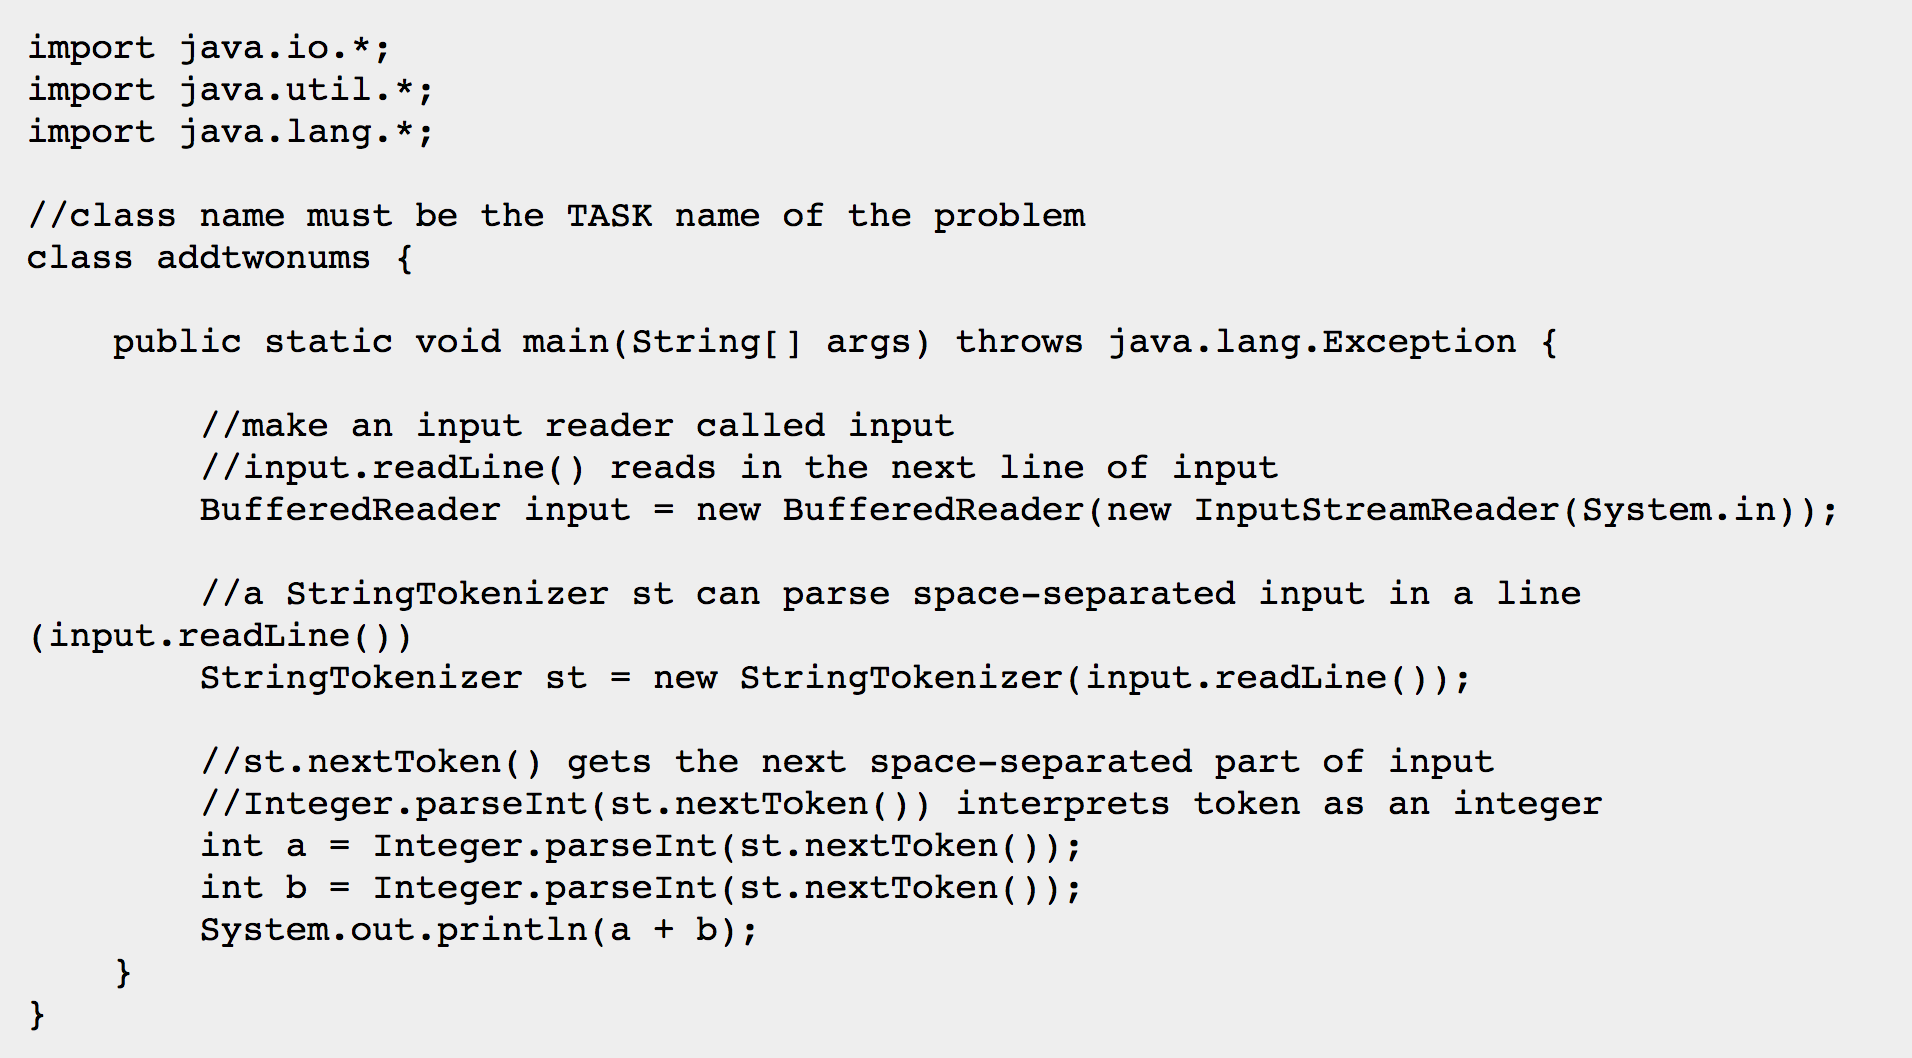 import java.io.*;
import java.util.*;
import java.lang.*;

//class name must be the TASK name of the problem
class addtwonums {

    public static void main(String[] args) throws java.lang.Exception {

        //make an input reader called input
        //input.readLine() reads in the next line of input
        BufferedReader input = new BufferedReader(new InputStreamReader(System.in));

        //a StringTokenizer st can parse space-separated input in a line
(input.readLine())
        StringTokenizer st = new StringTokenizer(input.readLine());

        //st.nextToken() gets the next space-separated part of input
        //Integer.parseInt(st.nextToken()) interprets token as an integer
        int a = Integer.parseInt(st.nextToken());
        int b = Integer.parseInt(st.nextToken());
        System.out.println(a + b);
    }
}